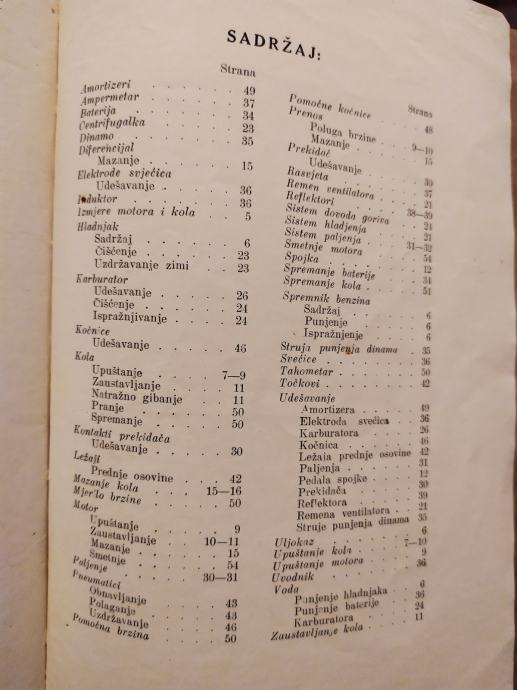 SADRŽAJ:
Strana
Amortizeri . . . . . . 49
Ampermetar . . . . . 37
Baterija . . . . . . 34
Centrifugalka . . . . . 23
Dinamo . . . . . . 35
Diferencijal
Mazanje . . . . . . 15
Elektrode svjećica
Udešavanje . . . . . 36
Induktor . . . . . . 36
Izmjere motora i kola . . . 5
Hladnjak
Sadržaj . . . . . 6
Čišćenje . . . . . 23
Uzdržavanje zimi . . . 23
Karburator
Udešavanje . . . . . 26
Čišćenje . . . . . 24
Ispražnjivanje . . . . 24
Kočnice
Udešavanje . . . . . 46
Kola
Upuštanje . . . . 7—9
Zaustavljanje . . . . 11
Natražno gibanje . . . 11
Pranje . . . . . . 50
Spremanje . . . . . 50
Kontakti prekidača
Udešavanje . . . . . 30
Ležaji
Prednje osovine . . . . 42
Mazanje kola . . . 15—16
Mjerilo brzine . . . . . 50
Motor
Upuštanje . . . . . 9
Zaustavljanje . . . 10—11
Mazanje . . . . . 15
Smetnje . . . . . 54
Paljenje . . . . . 30—31
Pneumatici
Obnavljanje . . . . 43
Polaganje . . . . . 43
Uzdržavanje . . . . 46
Pomoćna brzina . . . . 50
Strana
Pomoćne kočnice . . . . 48
Prenos
Poluga brzine . . . 9—10
Mazanje . . . . . 15
Prekidač
Udešavanje . . . . . 30
Rasvjeta . . . . . . 37
Remen ventilatora . . . . 21
Reflektori . . . . . 38—39
Sistem dovoda goriva . . . 24
Sistem hladjenja . . . . 21
Sistem paljenja . . . . 31—32
Smetnje motora . . . . 54
Spojka . . . . . . 12
Spremanje baterije . . . . 34
Spremanje kola . . . . . 51
Spremnik benzina
Sadržaj . . . . . 6
Punjenje . . . . . 6
Ispražnjenje . . . . 6
Struja punjenja dinama . 35
Svećice . . . . . . 36
Tahometar . . . . . 50
Točkovi . . . . . . 42
Udešavanje
Amortizera . . . . 49
Elektroda svećica . . . 36
Karburatora . . . . 26
Kočnica . . . . . 46
Ležaja prednje osovine 42
Paljenja . . . . . 31
Pedala spojke . . . . 12
Prekidača . . . . . 30
Reflektora . . . . . 39
Remena ventilatora . . . 21
Struje punjenja dinama 35
Uljokaz . . . . . . 6
Upuštanje kola . . . . 7—10
Upuštanje motora . . . . 9
Uvodnik . . . . . . 36
Voda
Punjenje hladnjaka . . . 6
Punjenje baterije . . . 36
Karburatora . . . . 24
Zaustavljanje kola . . . . 11